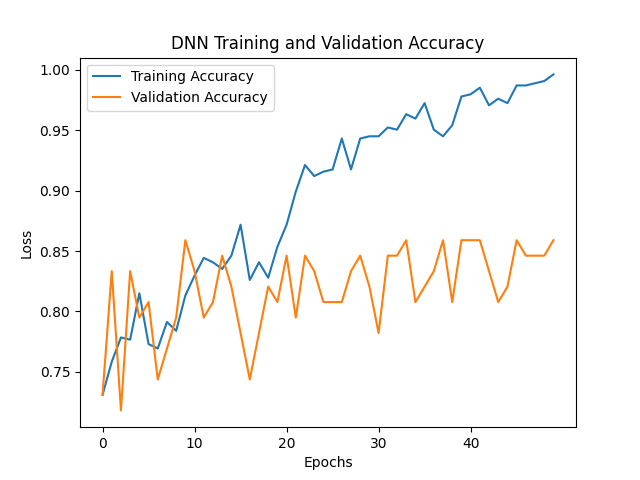 DNN Training and Validation Accuracy
Training Accuracy
Validation Accuracy
1.00
0.95
0.90
0.85
0.80
0.75
Loss
0
10
20
30
40
Epochs